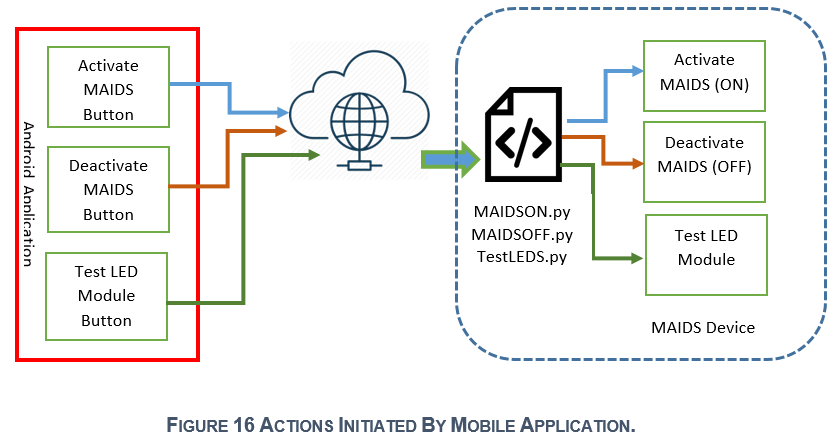 Android Application
Activate
MAIDS
Button
Deactivate
MAIDS
Button
Test LED
Module
Button
</>
MAIDSON.py
MAIDSOFF.py
TestLEDS.py
Activate
MAIDS (ON)
Deactivate
MAIDS (OFF)
Test LED
Module
MAIDS Device
FIGURE 16 ACTIONS INITIATED BY MOBILE APPLICATION.